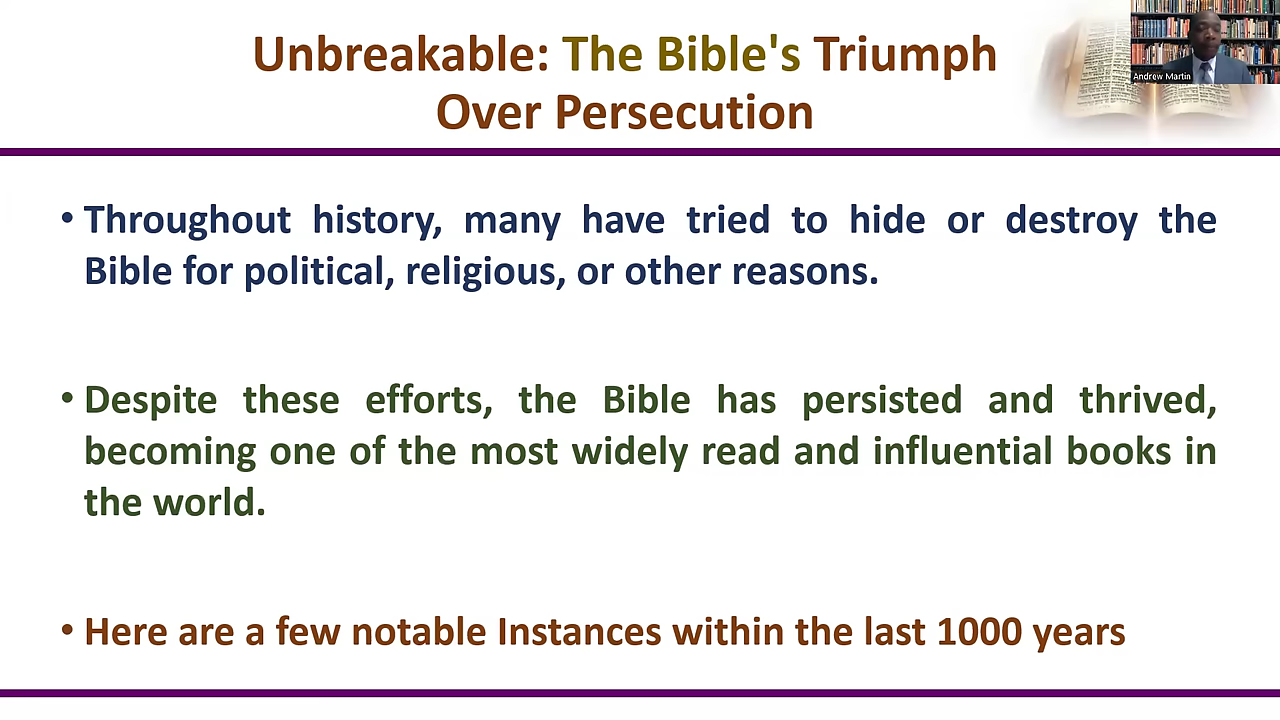 Unbreakable: The Bible's Triumph
Over Persecution
Andrew Martin
• Throughout history, many have tried to hide or destroy the
Bible for political, religious, or other reasons.
• Despite these efforts, the Bible has persisted and thrived,
becoming one of the most widely read and influential books in
the world.
• Here are a few notable Instances within the last 1000 years